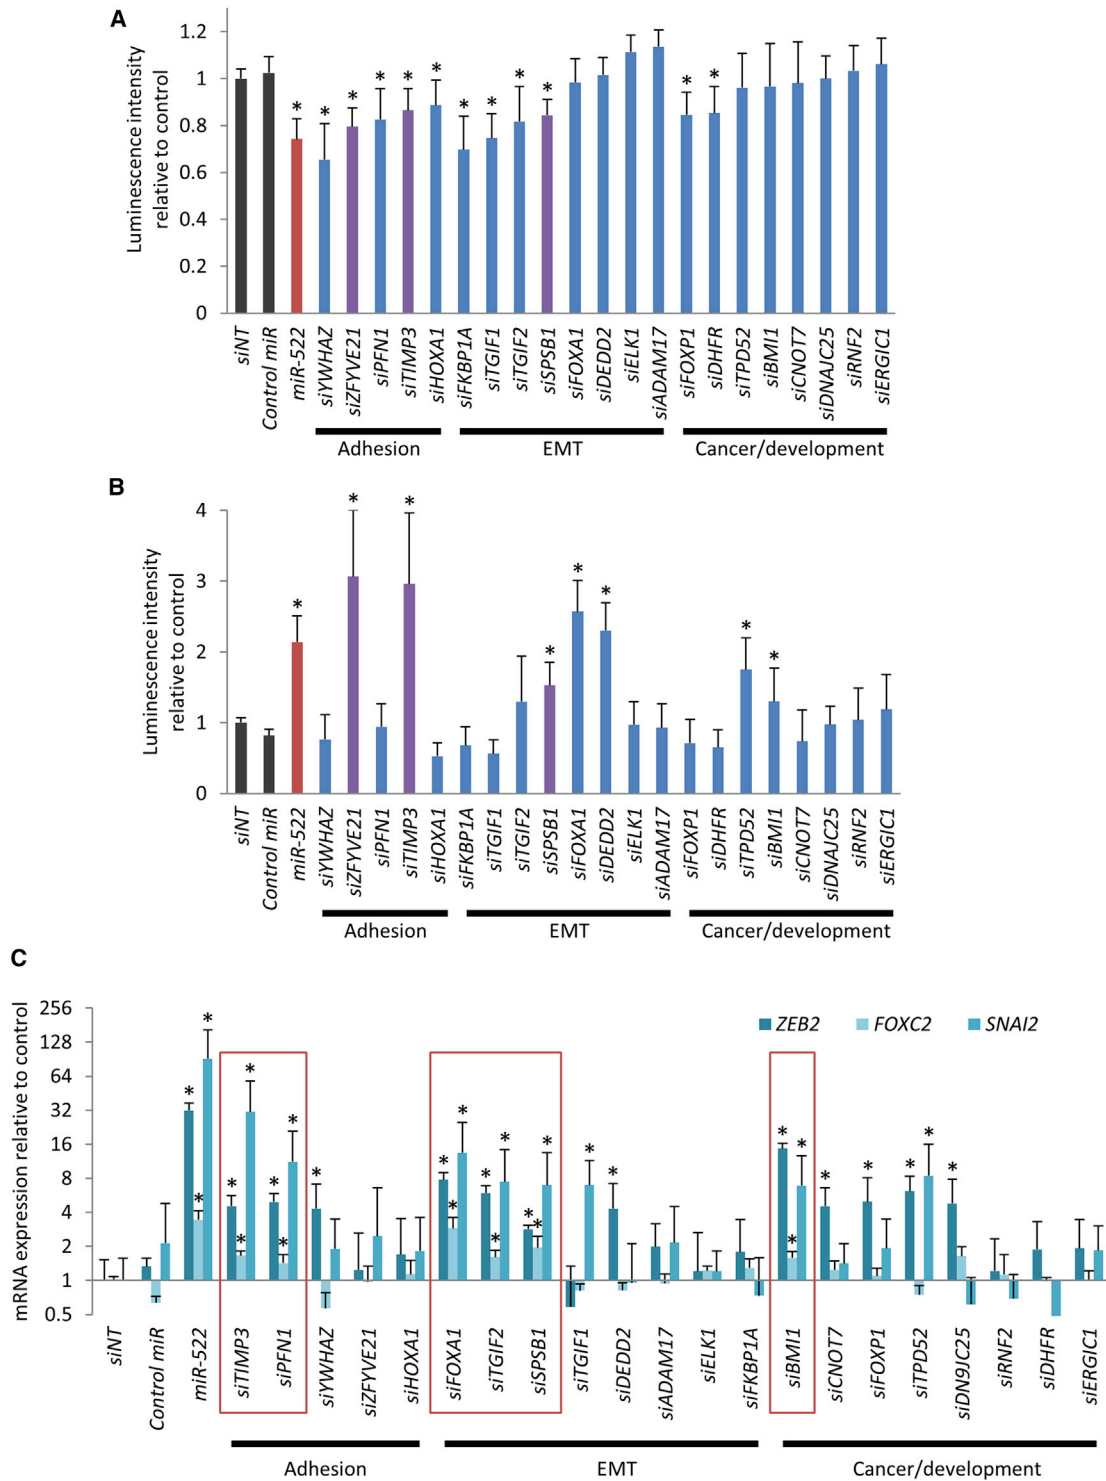 A
Luminescence intensity
relative to control
1.2
1
0.8
0.6
0.4
0.2
0
* * * * * * * * * * * *
siNT
Control miR
miR-522
siYWHAZ
siZFYVE21
siPFN1
siTIMP3
siHOXA1
siFKBP1A
siTGIF1
siTGIF2
siSPSB1
siFOXA1
siDEDD2
siELK1
siADAM17
siFOXP1
siDHFR
siTPD52
siBMI1
siCNOT7
siDNAJC25
siRNF2
siERGIC1
Adhesion
EMT
Cancer/development
B
Luminescence intensity
relative to control
4
3
2
1
0
* * * * * * * *
siNT
Control miR
miR-522
siYWHAZ
siZFYVE21
siPFN1
siTIMP3
siHOXA1
siFKBP1A
siTGIF1
siTGIF2
siSPSB1
siFOXA1
siDEDD2
siELK1
siADAM17
siFOXP1
siDHFR
siTPD52
siBMI1
siCNOT7
siDNAJC25
siRNF2
siERGIC1
Adhesion
EMT
Cancer/development
C
mRNA expression relative to control
256
128
64
32
16
8
4
2
1
0.5
ZEB2
FOXC2
SNAI2
* * * * * * * * * * * * * * * * * * * * * * * * * * * * * *
siNT
Control miR
miR-522
siTIMP3
siPFN1
siYWHAZ
siZFYVE21
siHOXA1
siFOXA1
siTGIF2
siSPSB1
siTGIF1
siDEDD2
siADAM17
siELK1
siFKBP1A
siBMI1
siCNOT7
siFOXP1
siTPD52
siDN9JC25
siRNF2
siDHFR
siERGIC1
Adhesion
EMT
Cancer/development